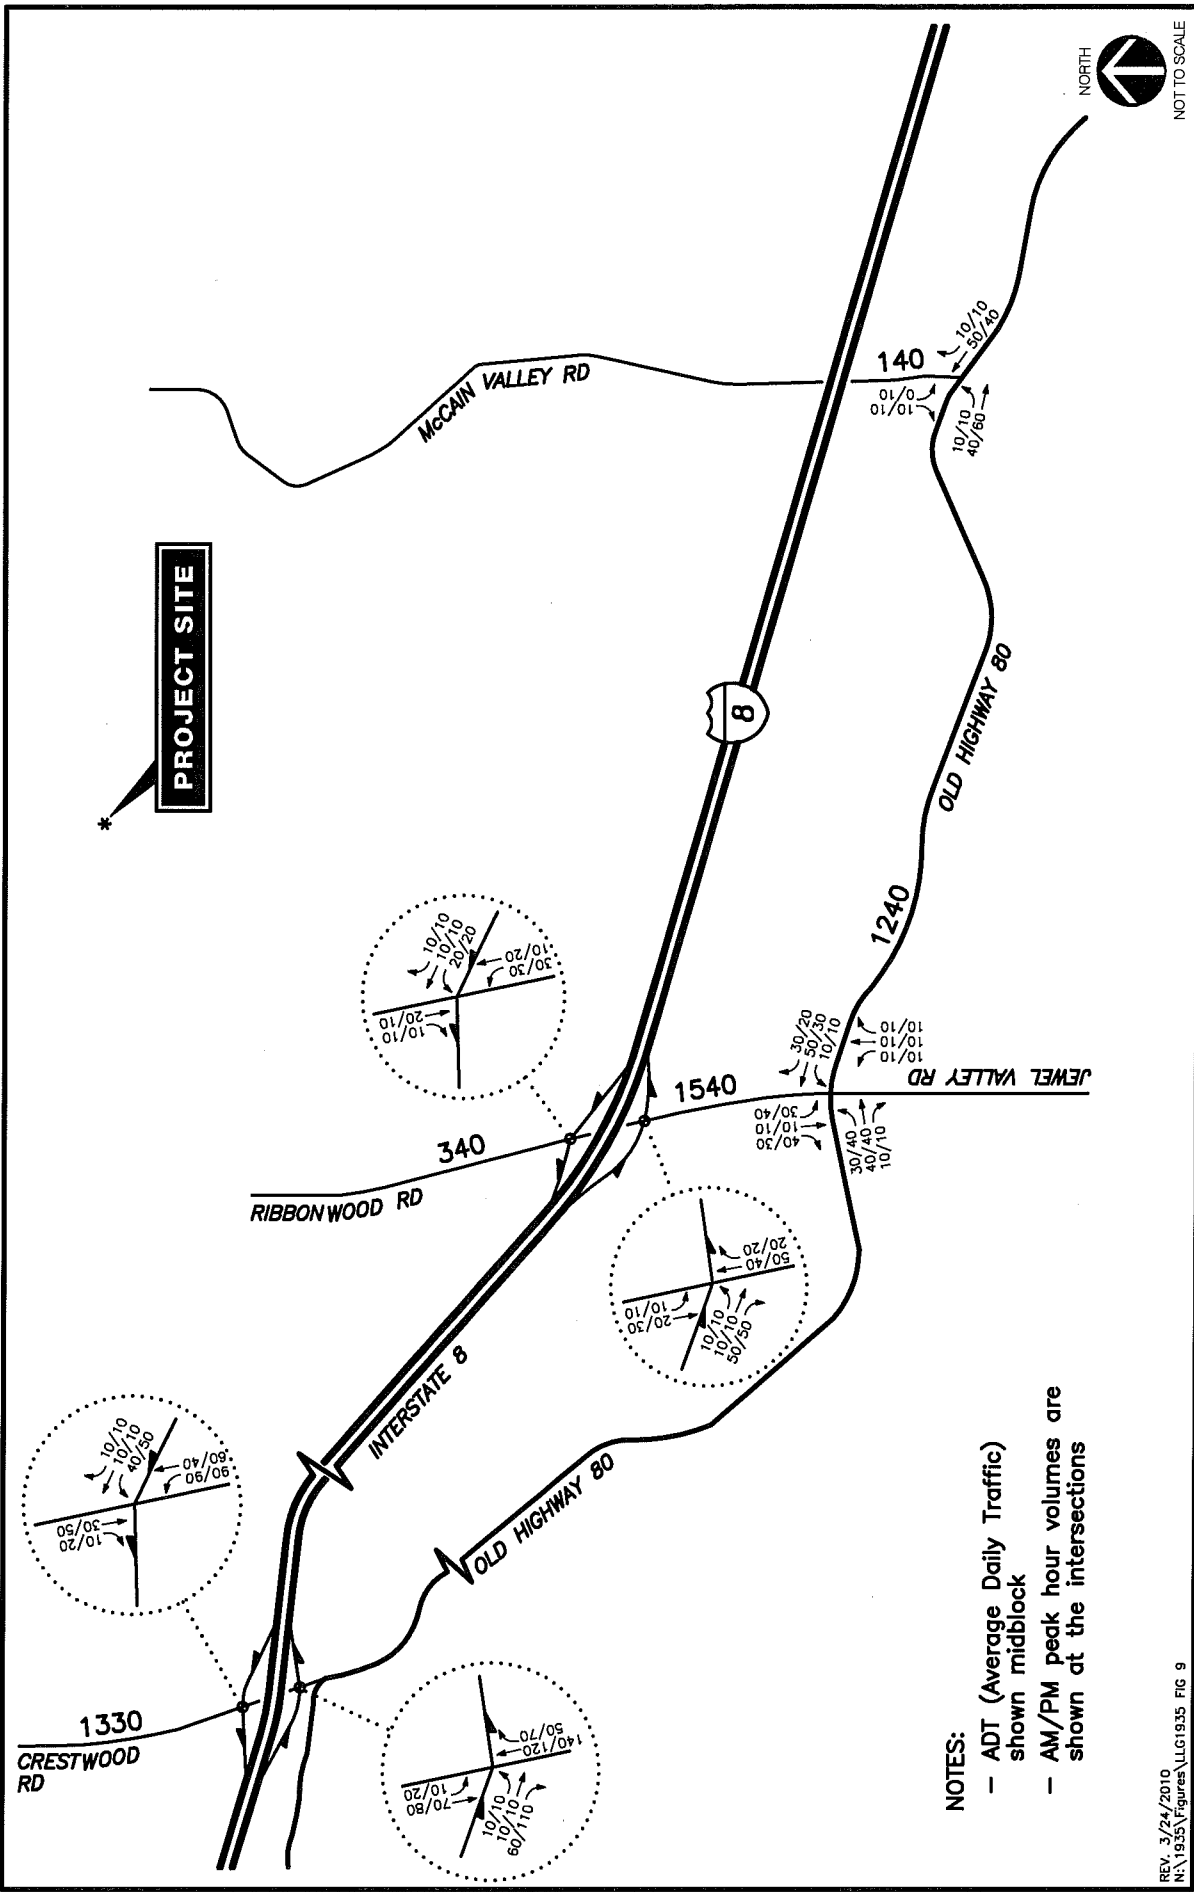 PROJECT SITE
NORTH
NOT TO SCALE
CRESTWOOD
RD
1330
10/20
30/50
10/10
10/10
40/50
60/40
90/90
70/80
10/20
10/10
10/10
60/110
50/70
140/120
INTERSTATE 8
OLD HIGHWAY 80
RIBBONWOOD RD
340
10/10
20/10
10/10
10/10
20/20
10/20
30/30
20/30
10/10
10/10
10/10
50/50
20/20
50/40
1540
40/30
10/10
30/40
30/20
50/30
10/10
30/40
40/40
10/10
10/10
10/10
10/10
JEWEL VALLEY RD
8
1240
OLD HIGHWAY 80
McCAIN VALLEY RD
140
10/10
0/10
10/10
50/40
10/10
40/60
NOTES:
– ADT (Average Daily Traffic)
shown midblock
– AM/PM peak hour volumes are
shown at the intersections
REV. 3/24/2010
N:\1935\Figures\LLG1935 FIG 9